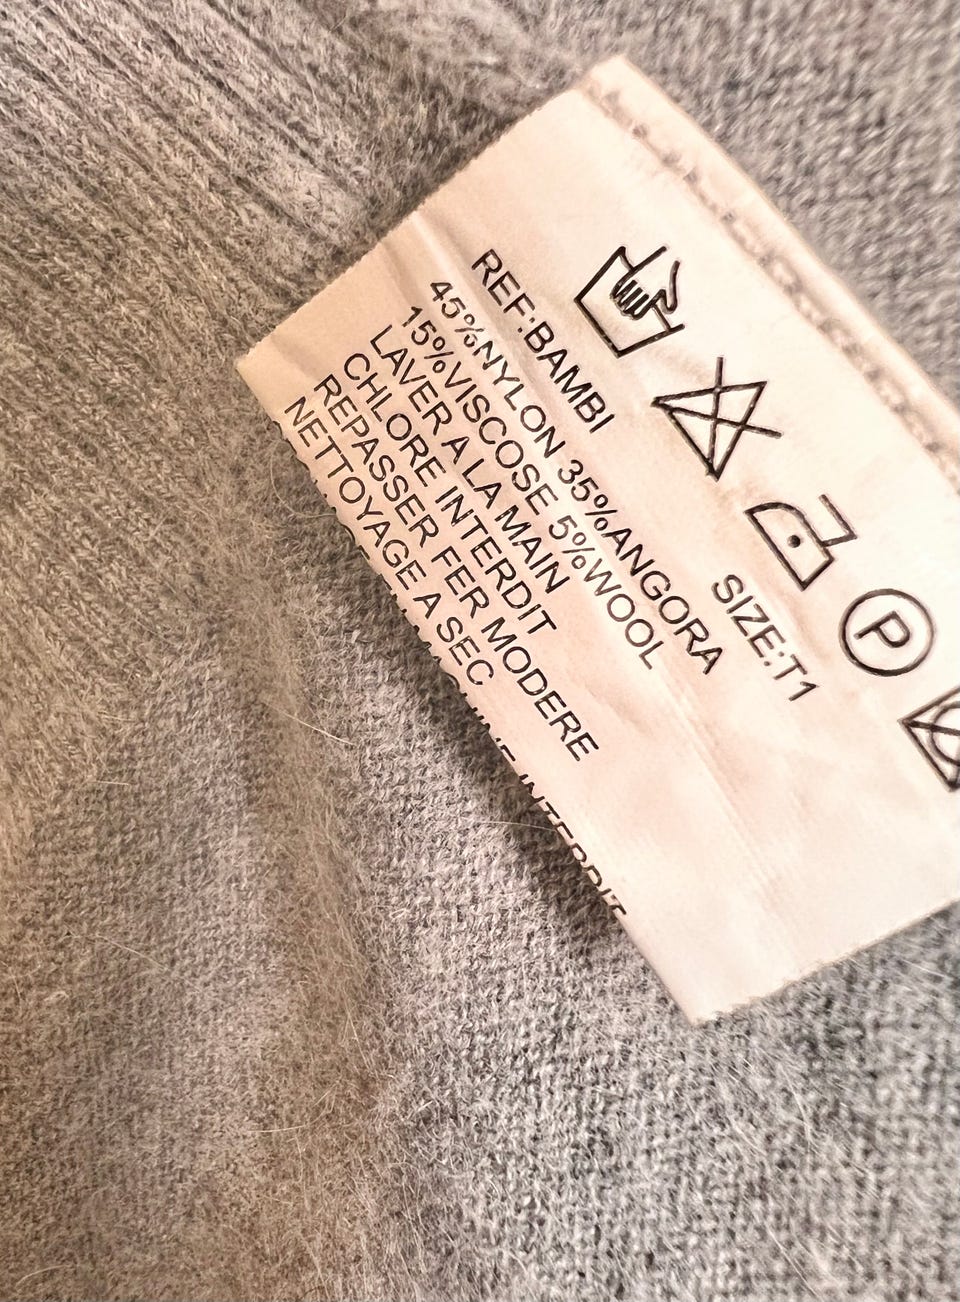 P
REF:BAMBI SIZE:T1
45%NYLON 35%ANGORA
15%VISCOSE 5%WOOL
LAVER A LA MAIN
CHLORE INTERDIT
REPASSER FER MODERE
NETTOYAGE A SEC
INTERDIT